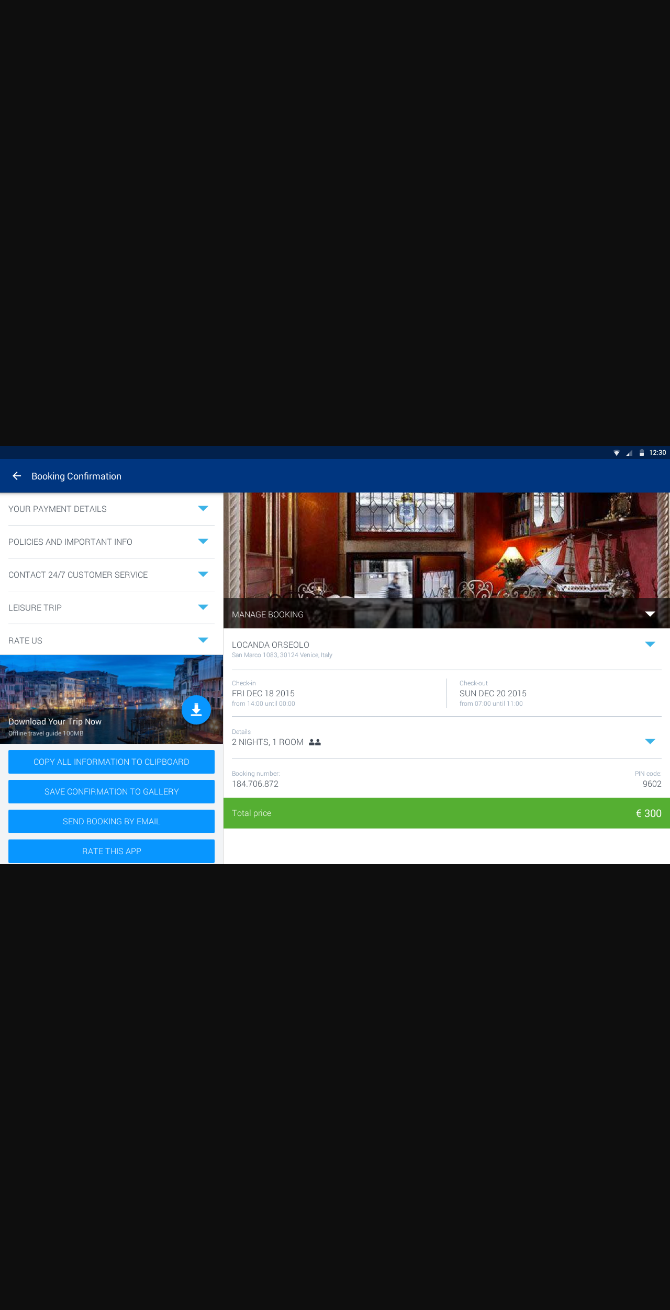 12:30
Booking Confirmation
YOUR PAYMENT DETAILS
POLICIES AND IMPORTANT INFO
CONTACT 24/7 CUSTOMER SERVICE
LEISURE TRIP
RATE US
Download Your Trip Now
Offline travel guide 100MB
COPY ALL INFORMATION TO CLIPBOARD
SAVE CONFIRMATION TO GALLERY
SEND BOOKING BY EMAIL
RATE THIS APP
MANAGE BOOKING
LOCANDA ORSEOLO
San Marco 1083, 30124 Venice, Italy
Check-in
FRI DEC 18 2015
from 14:00 until 00:00
Check-out
SUN DEC 20 2015
from 07:00 until 11:00
Details
2 NIGHTS, 1 ROOM
Booking number:
184.706.872
PIN code:
9602
Total price
€ 300